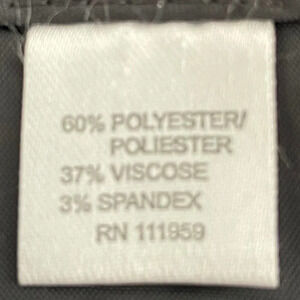 60% POLYESTER/
POLIESTER
37% VISCOSE
3% SPANDEX
RN 111959